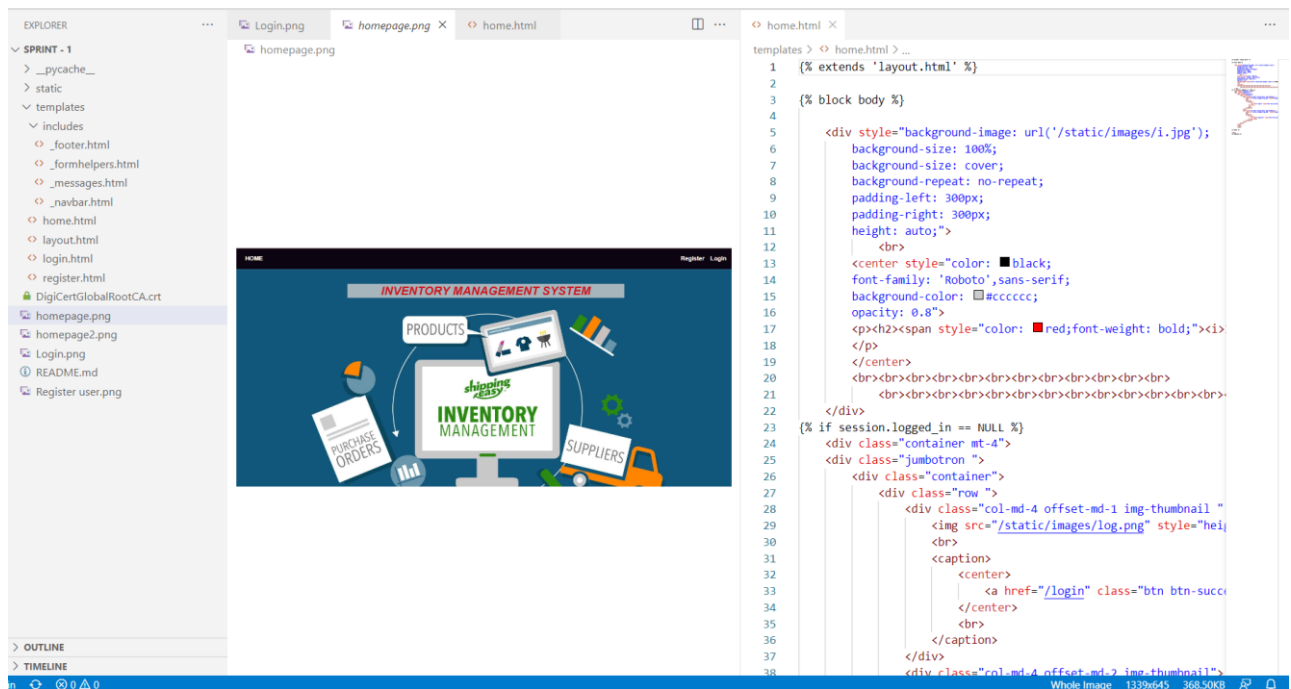 EXPLORER ...
SPRINT - 1
__pycache__
static
templates
includes
_footer.html
_formhelpers.html
_messages.html
_navbar.html
home.html
layout.html
login.html
register.html
DigiCertGlobalRootCA.crt
homepage.png
homepage2.png
Login.png
README.md
Register user.png
OUTLINE
TIMELINE
Login.png homepage.png home.html ...
homepage.png
HOME Register Login
INVENTORY MANAGEMENT SYSTEM
PRODUCTS
shipping
easy
INVENTORY
MANAGEMENT
PURCHASE
ORDERS
SUPPLIERS
home.html ...
templates > home.html > ...
1 {% extends 'layout.html' %}
2
3 {% block body %}
4
5 <div style="background-image: url('/static/images/i.jpg');
6 background-size: 100%;
7 background-size: cover;
8 background-repeat: no-repeat;
9 padding-left: 300px;
10 padding-right: 300px;
11 height: auto;">
12 <br>
13 <center style="color: black;
14 font-family: 'Roboto',sans-serif;
15 background-color: #cccccc;
16 opacity: 0.8">
17 <p><h2><span style="color: red;font-weight: bold;"><i>
18 </p>
19 </center>
20 <br><br><br><br><br><br><br><br><br><br><br><br>
21 <br><br><br><br><br><br><br><br><br><br><br><br><br>
22 </div>
23 {% if session.logged_in == NULL %}
24 <div class="container mt-4">
25 <div class="jumbotron ">
26 <div class="container">
27 <div class="row ">
28 <div class="col-md-4 offset-md-1 img-thumbnail "
29 <img src="/static/images/log.png" style="heig
30 <br>
31 <caption>
32 <center>
33 <a href="/login" class="btn btn-succe
34 </center>
35 <br>
36 </caption>
37 </div>
38 <div class="col-md-4 offset-md-2 img-thumbnail">
0 0 Whole Image 1339x645 368.50KB